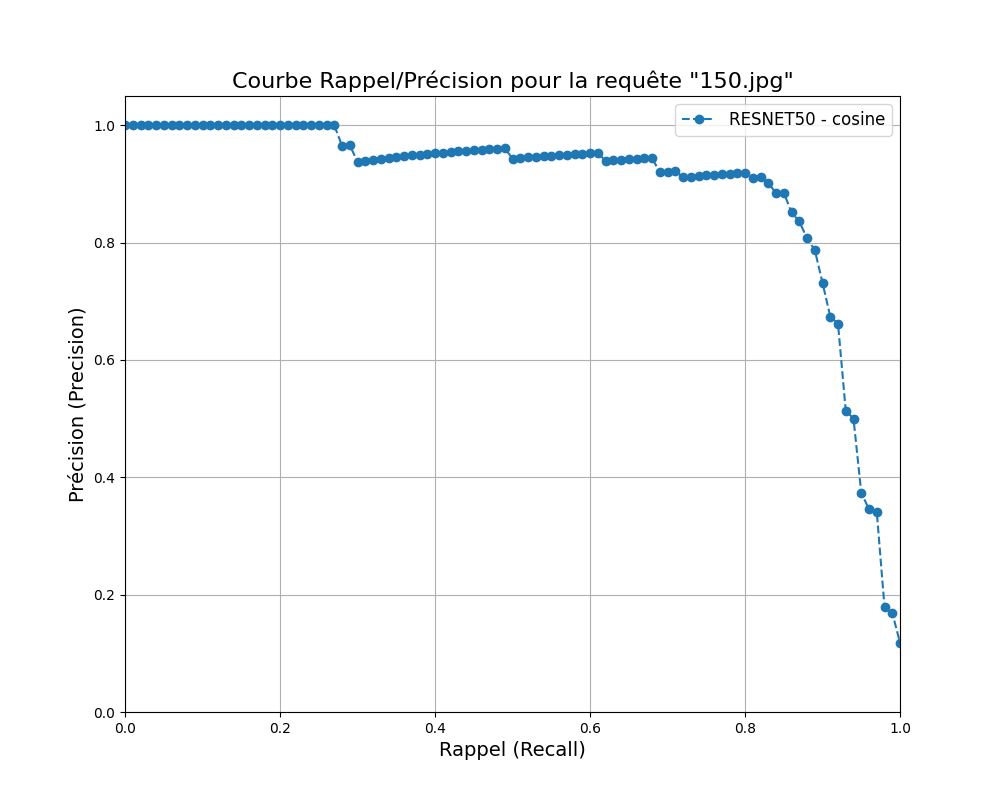 Courbe Rappel/Précision pour la requête "150.jpg"
RESNET50 - cosine
Précision (Precision)
1.0
0.8
0.6
0.4
0.2
0.0
0.0 0.2 0.4 0.6 0.8 1.0
Rappel (Recall)